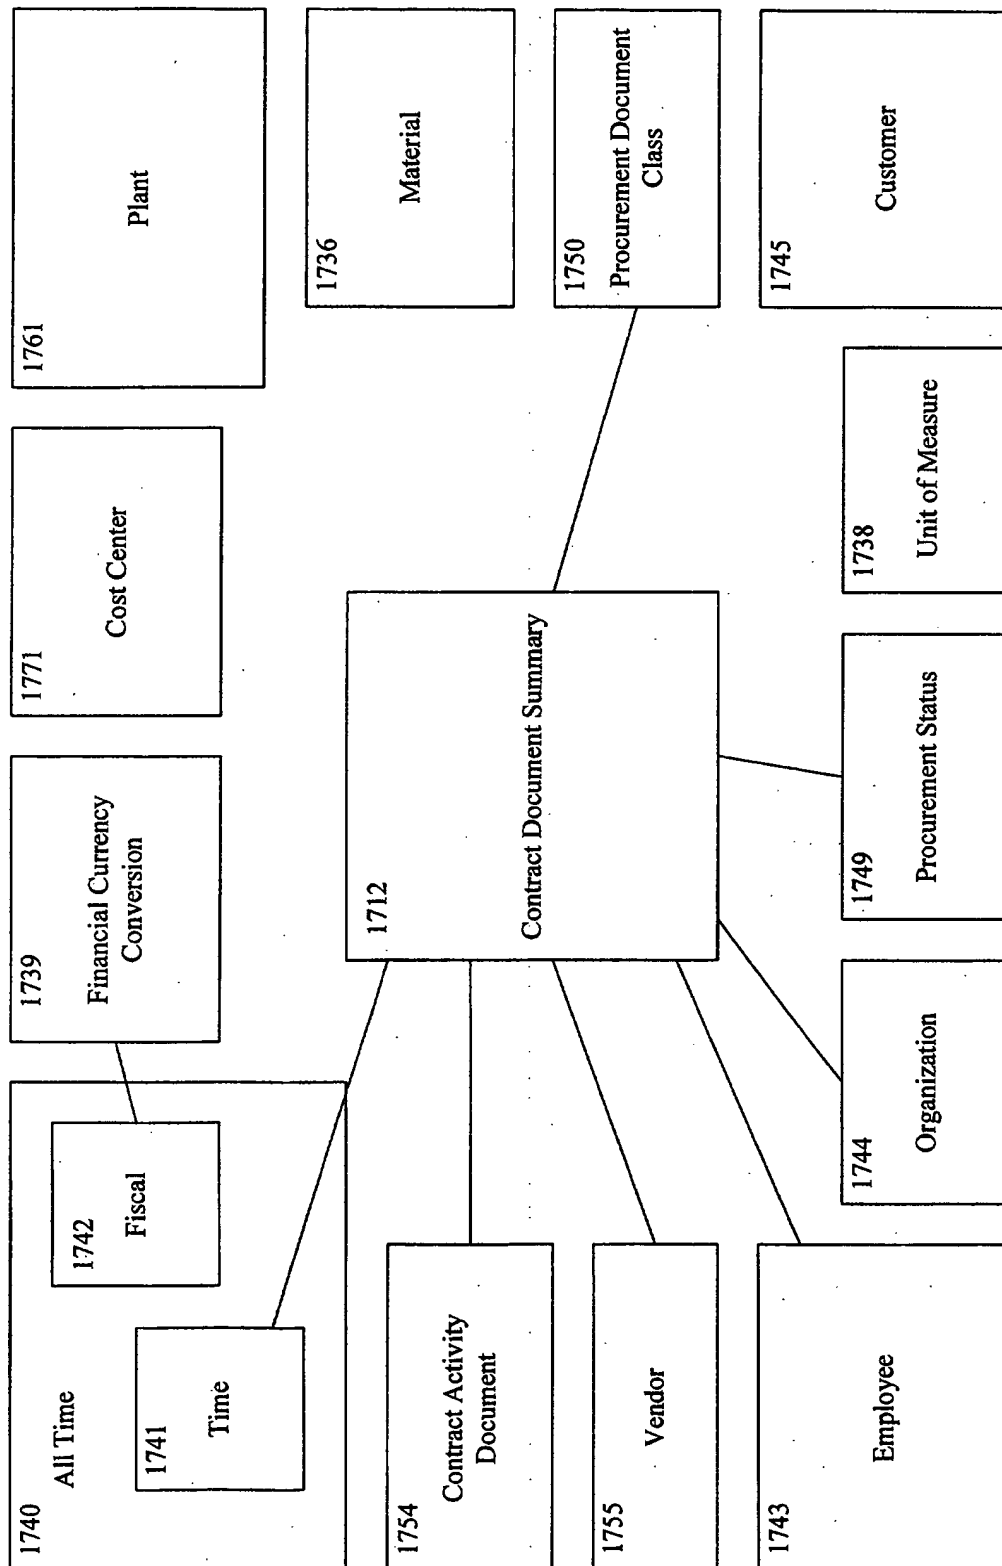 1740
All Time
1742
Fiscal
1741
Time
1739
Financial Currency
Conversion
1771
Cost Center
1761
Plant
1754
Contract Activity
Document
1712
Contract Document Summary
1736
Material
1755
Vendor
1750
Procurement Document
Class
1743
Employee
1744
Organization
1749
Procurement Status
1738
Unit of Measure
1745
Customer